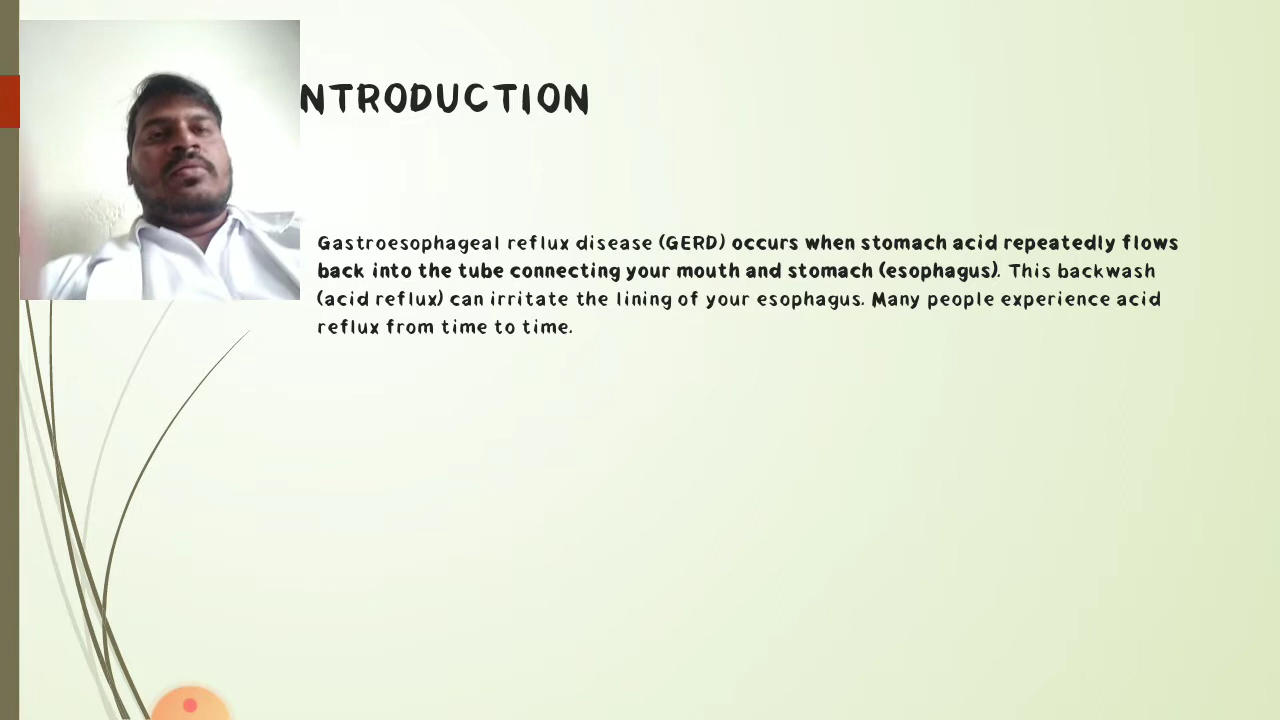 NTRODUCTION
Gastroesophageal reflux disease (GERD) occurs when stomach acid repeatedly flows
back into the tube connecting your mouth and stomach (esophagus). This backwash
(acid reflux) can irritate the lining of your esophagus. Many people experience acid
reflux from time to time.